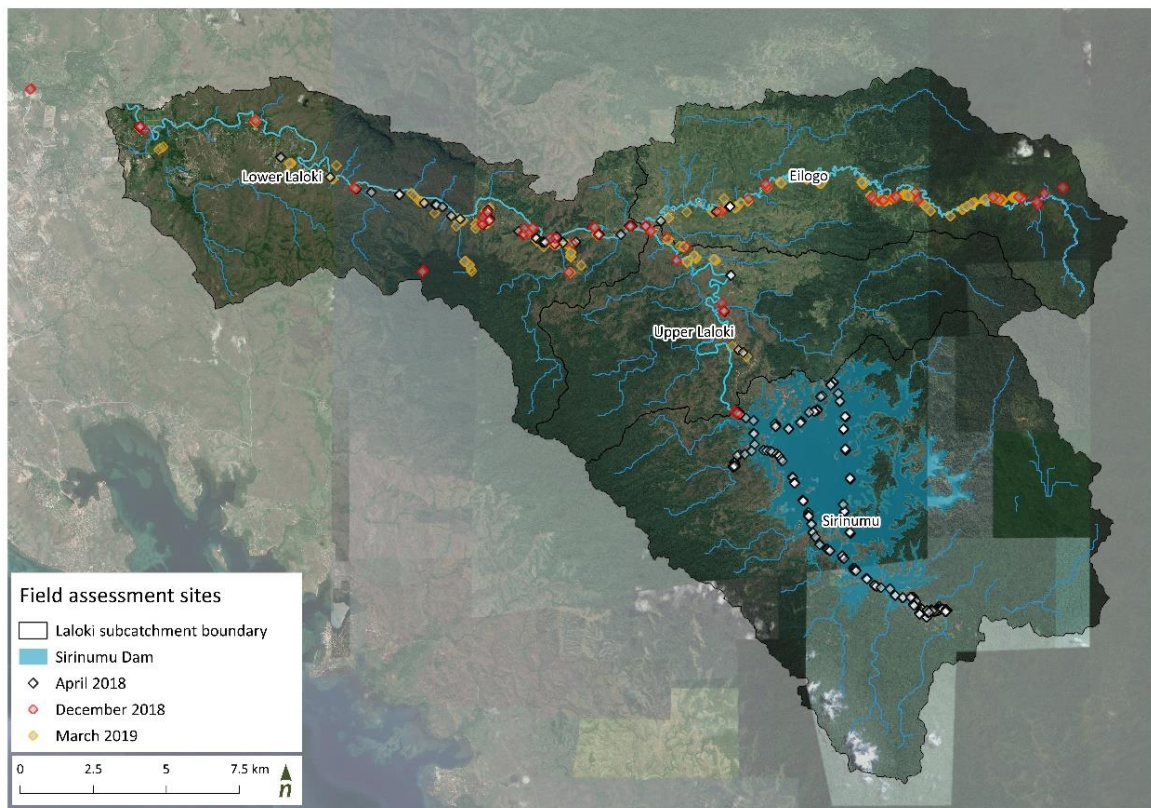 Lower Laloki
Eilogo
Upper Laloki
Sirinumu
Field assessment sites
Laloki subcatchment boundary
Sirinumu Dam
April 2018
December 2018
March 2019
0 2.5 5 7.5 km
n